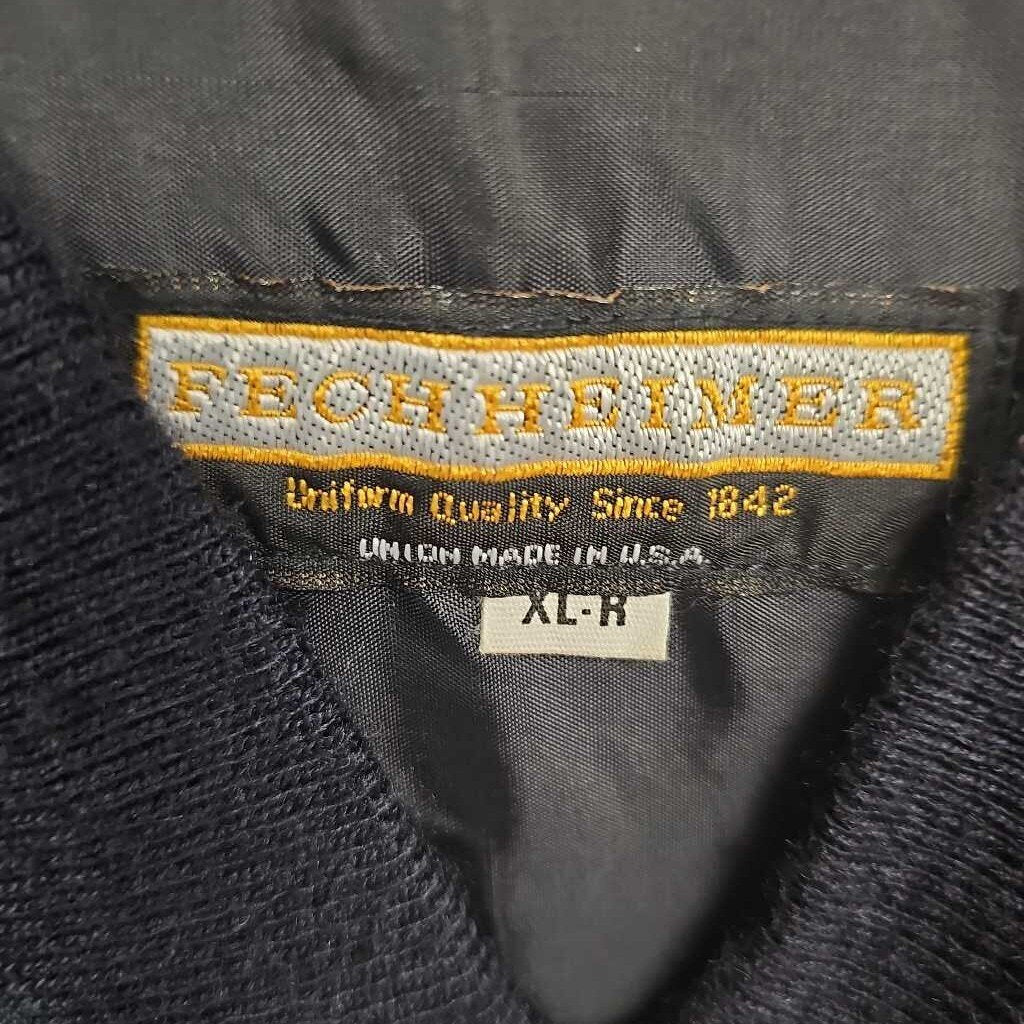 FECHHEIMER
Uniform Quality Since 1842
UNION MADE IN U.S.A.
XL-R